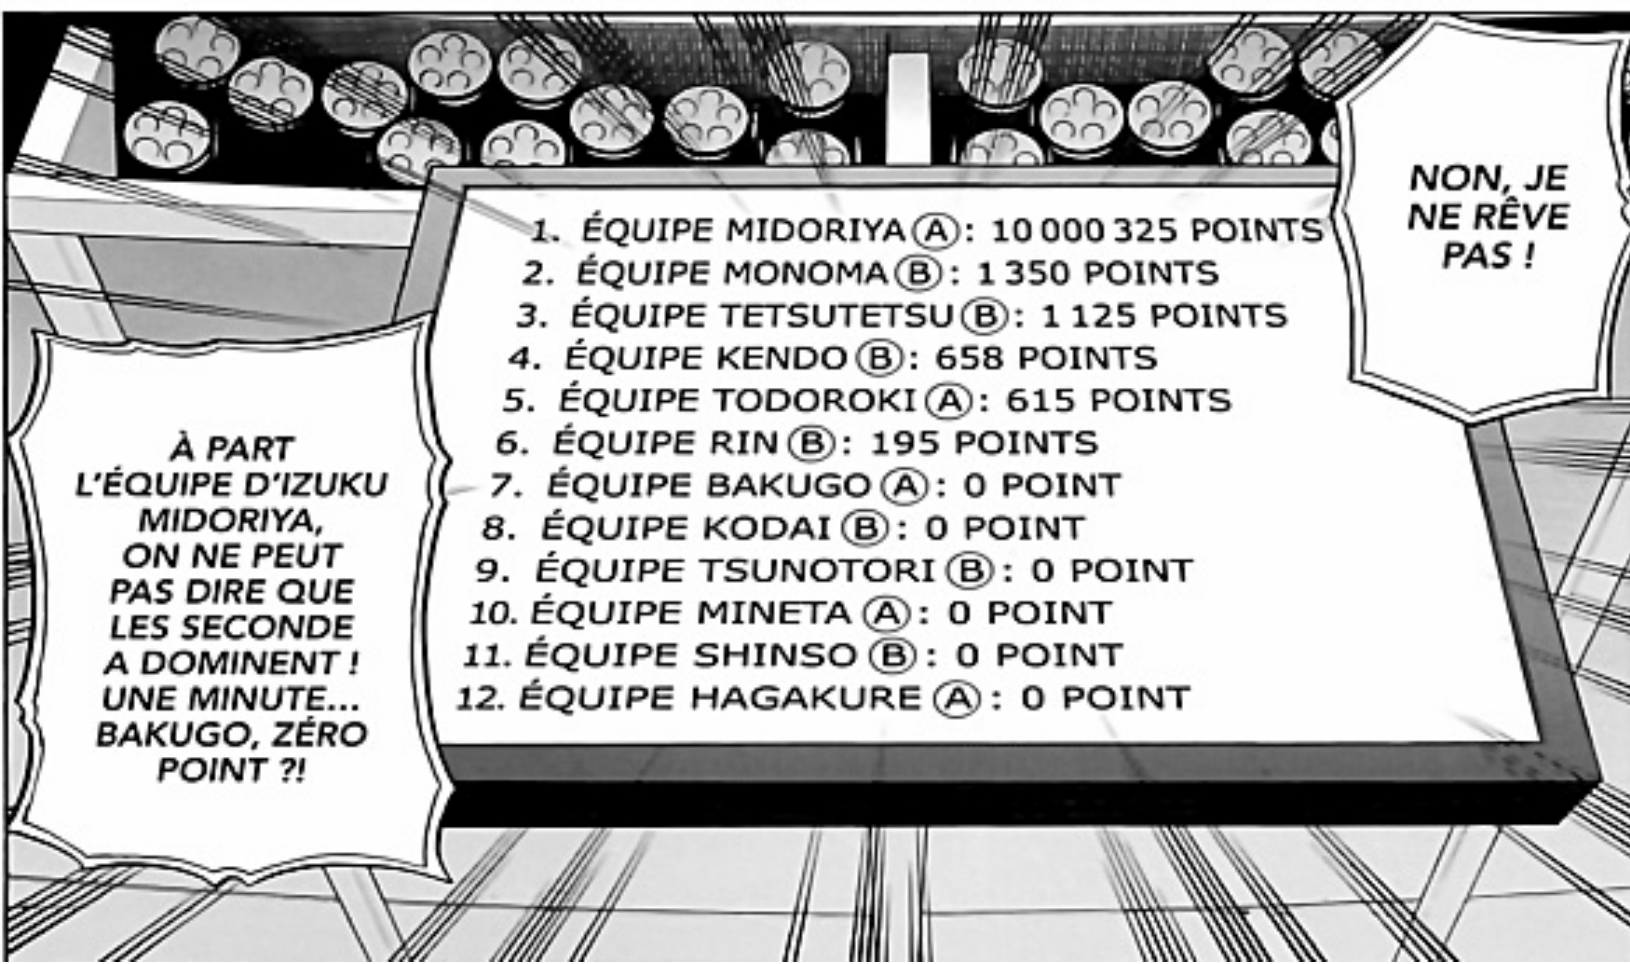 NON, JE
NE RÊVE
PAS !
1. ÉQUIPE MIDORIYA Ⓐ : 10 000 325 POINTS
2. ÉQUIPE MONOMA Ⓑ : 1 350 POINTS
3. ÉQUIPE TETSUTETSU Ⓑ : 1 125 POINTS
4. ÉQUIPE KENDO Ⓑ : 658 POINTS
5. ÉQUIPE TODOROKI Ⓐ : 615 POINTS
6. ÉQUIPE RIN Ⓑ : 195 POINTS
7. ÉQUIPE BAKUGO Ⓐ : 0 POINT
8. ÉQUIPE KODAI Ⓑ : 0 POINT
9. ÉQUIPE TSUNOTORI Ⓑ : 0 POINT
10. ÉQUIPE MINETA Ⓐ : 0 POINT
11. ÉQUIPE SHINSO Ⓑ : 0 POINT
12. ÉQUIPE HAGAKURE Ⓐ : 0 POINT
À PART
L'ÉQUIPE D'IZUKU
MIDORIYA,
ON NE PEUT
PAS DIRE QUE
LES SECONDE
A DOMINENT !
UNE MINUTE...
BAKUGO, ZÉRO
POINT ?!